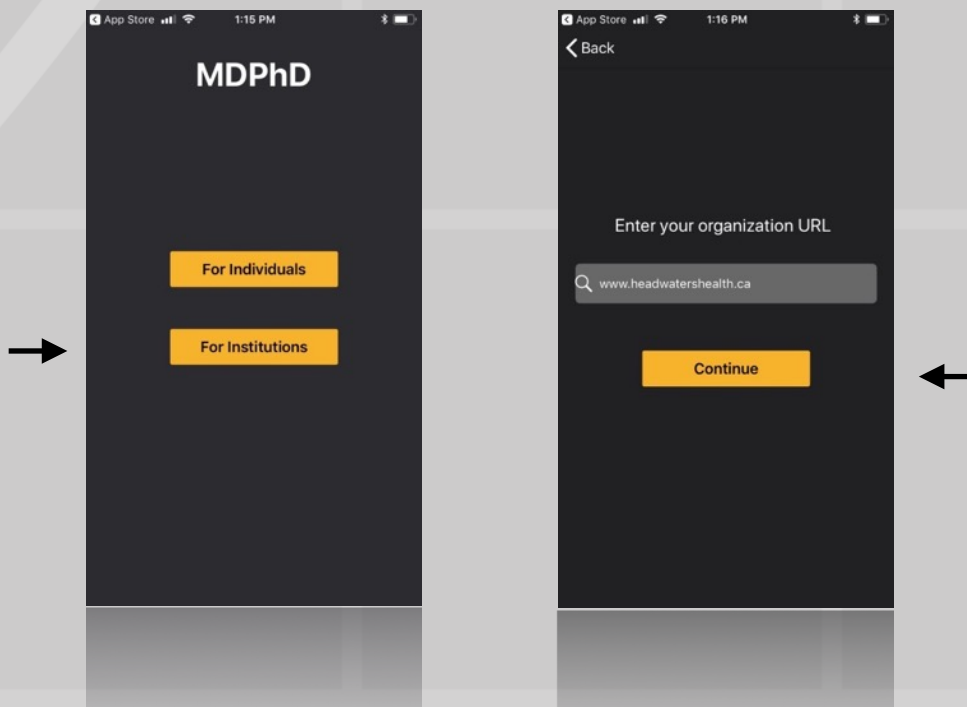 App Store 1:15 PM
MDPhD
For Individuals
For Institutions
App Store 1:16 PM
Back
Enter your organization URL
www.headwatershealth.ca
Continue